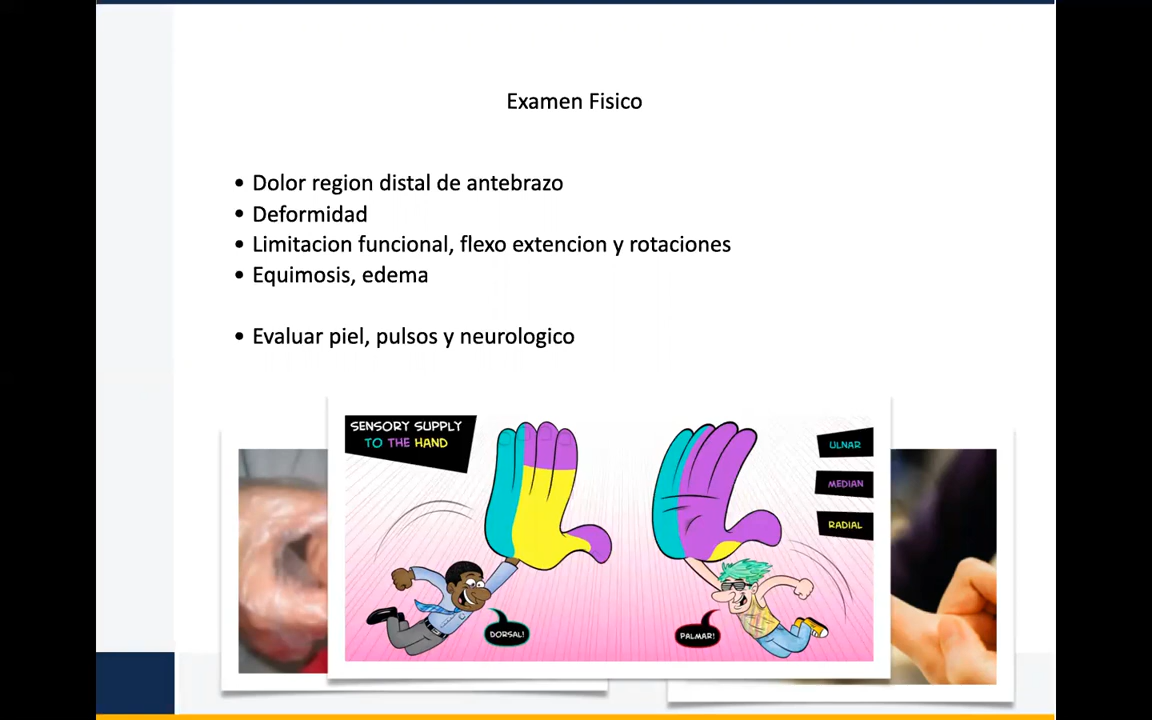 Examen Fisico
• Dolor region distal de antebrazo
• Deformidad
• Limitacion funcional, flexo extencion y rotaciones
• Equimosis, edema
• Evaluar piel, pulsos y neurologico
SENSORY SUPPLY
TO THE HAND
ULNAR
MEDIAN
RADIAL
DORSAL!
PALMAR!